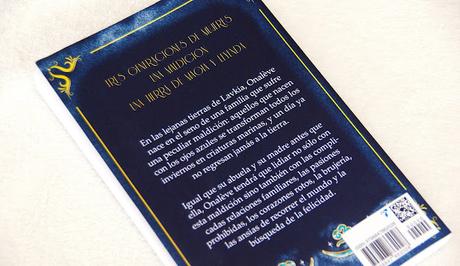 TRES GENERACIONES DE MUJERES
UNA MALDICIÓN
UNA TIERRA DE MAGIA Y LEYENDA
En las lejanas tierras de Lavkia, Onalève
nace en el seno de una familia que sufre
una peculiar maldición: aquellos que nacen
con los ojos azules se transforman todos los
inviernos en criaturas marinas, y un día ya
no regresan jamás a la tierra.
Igual que su abuela y su madre antes que
ella, Onalève tendrá que lidiar no sólo con
esta maldición sino también con las compli-
cadas relaciones familiares, las pasiones
prohibidas, los corazones rotos, la brujería,
las ansias de recorrer el mundo y la
búsqueda de la felicidad.